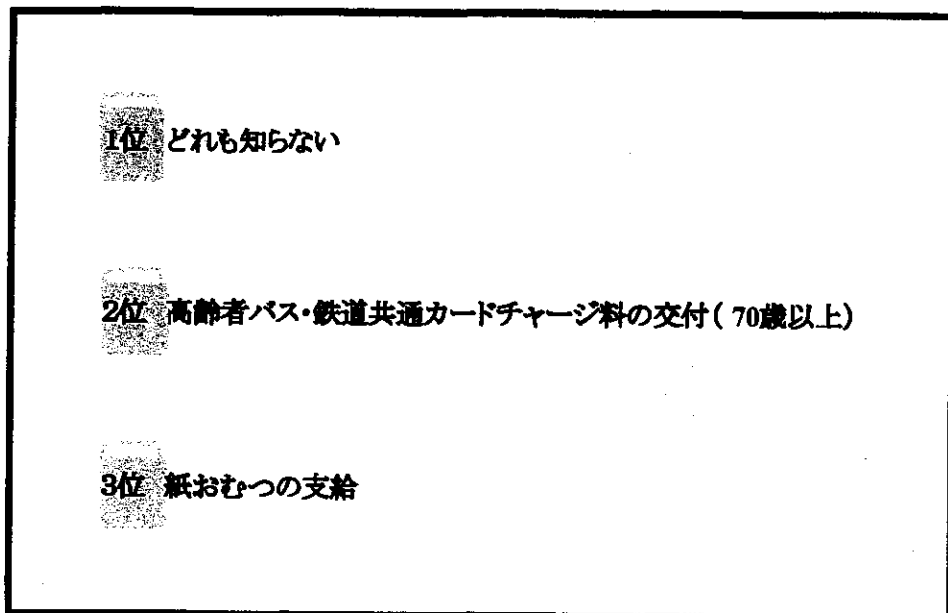 1位 どれも知らない
2位 高齢者バス・鉄道共通カードチャージ料の交付( 70歳以上)
3位 紙おむつの支給